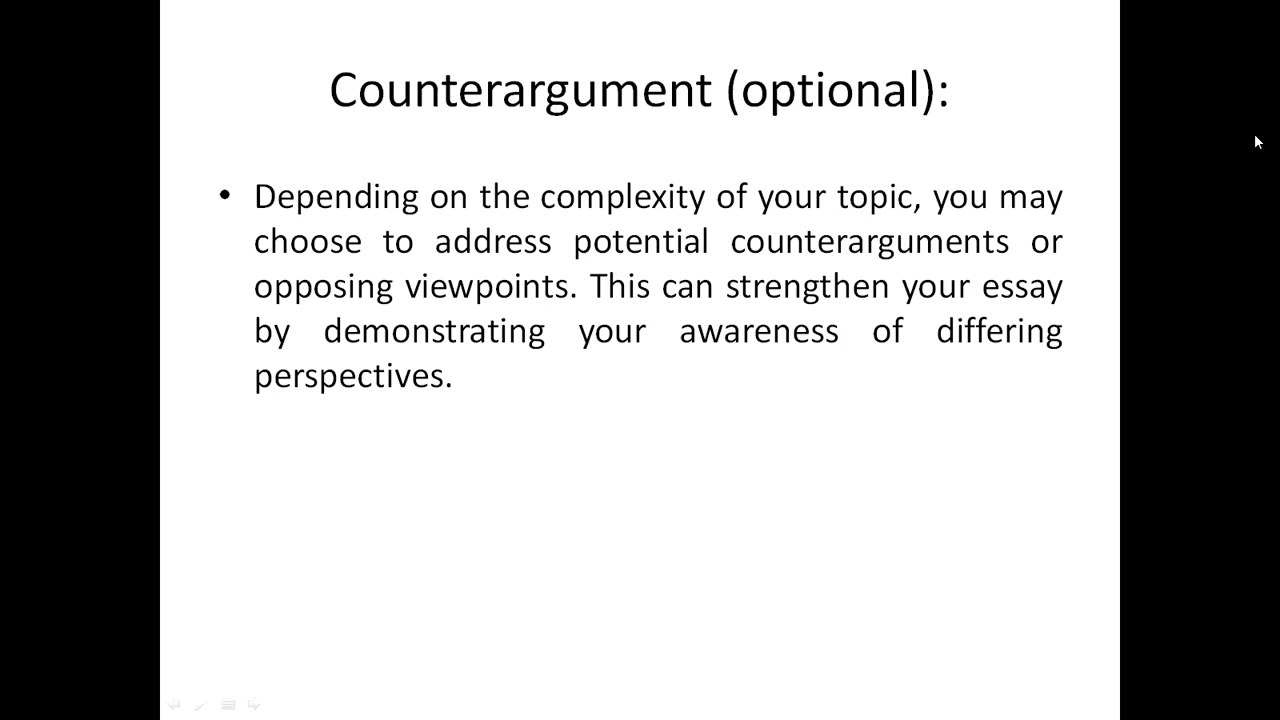 Counterargument (optional):
• Depending on the complexity of your topic, you may
choose to address potential counterarguments or
opposing viewpoints. This can strengthen your essay
by demonstrating your awareness of differing
perspectives.